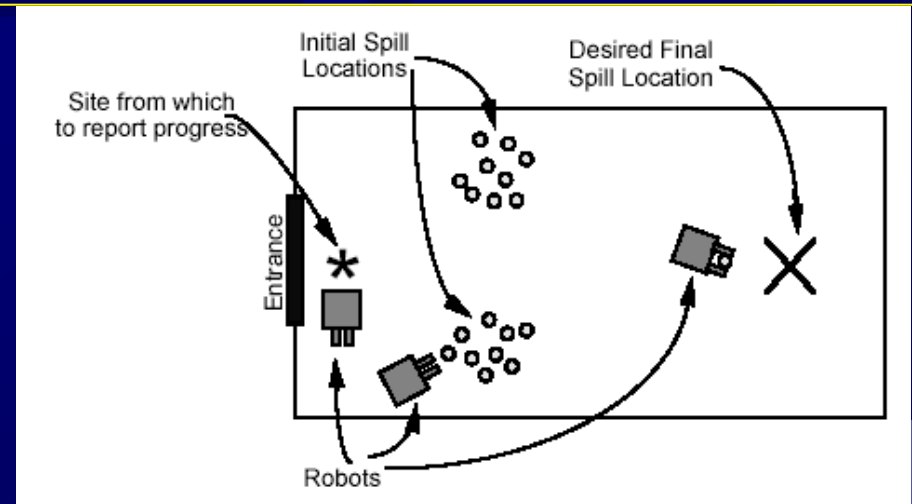 Initial Spill
Locations
Desired Final
Spill Location
Site from which
to report progress
Entrance
Robots